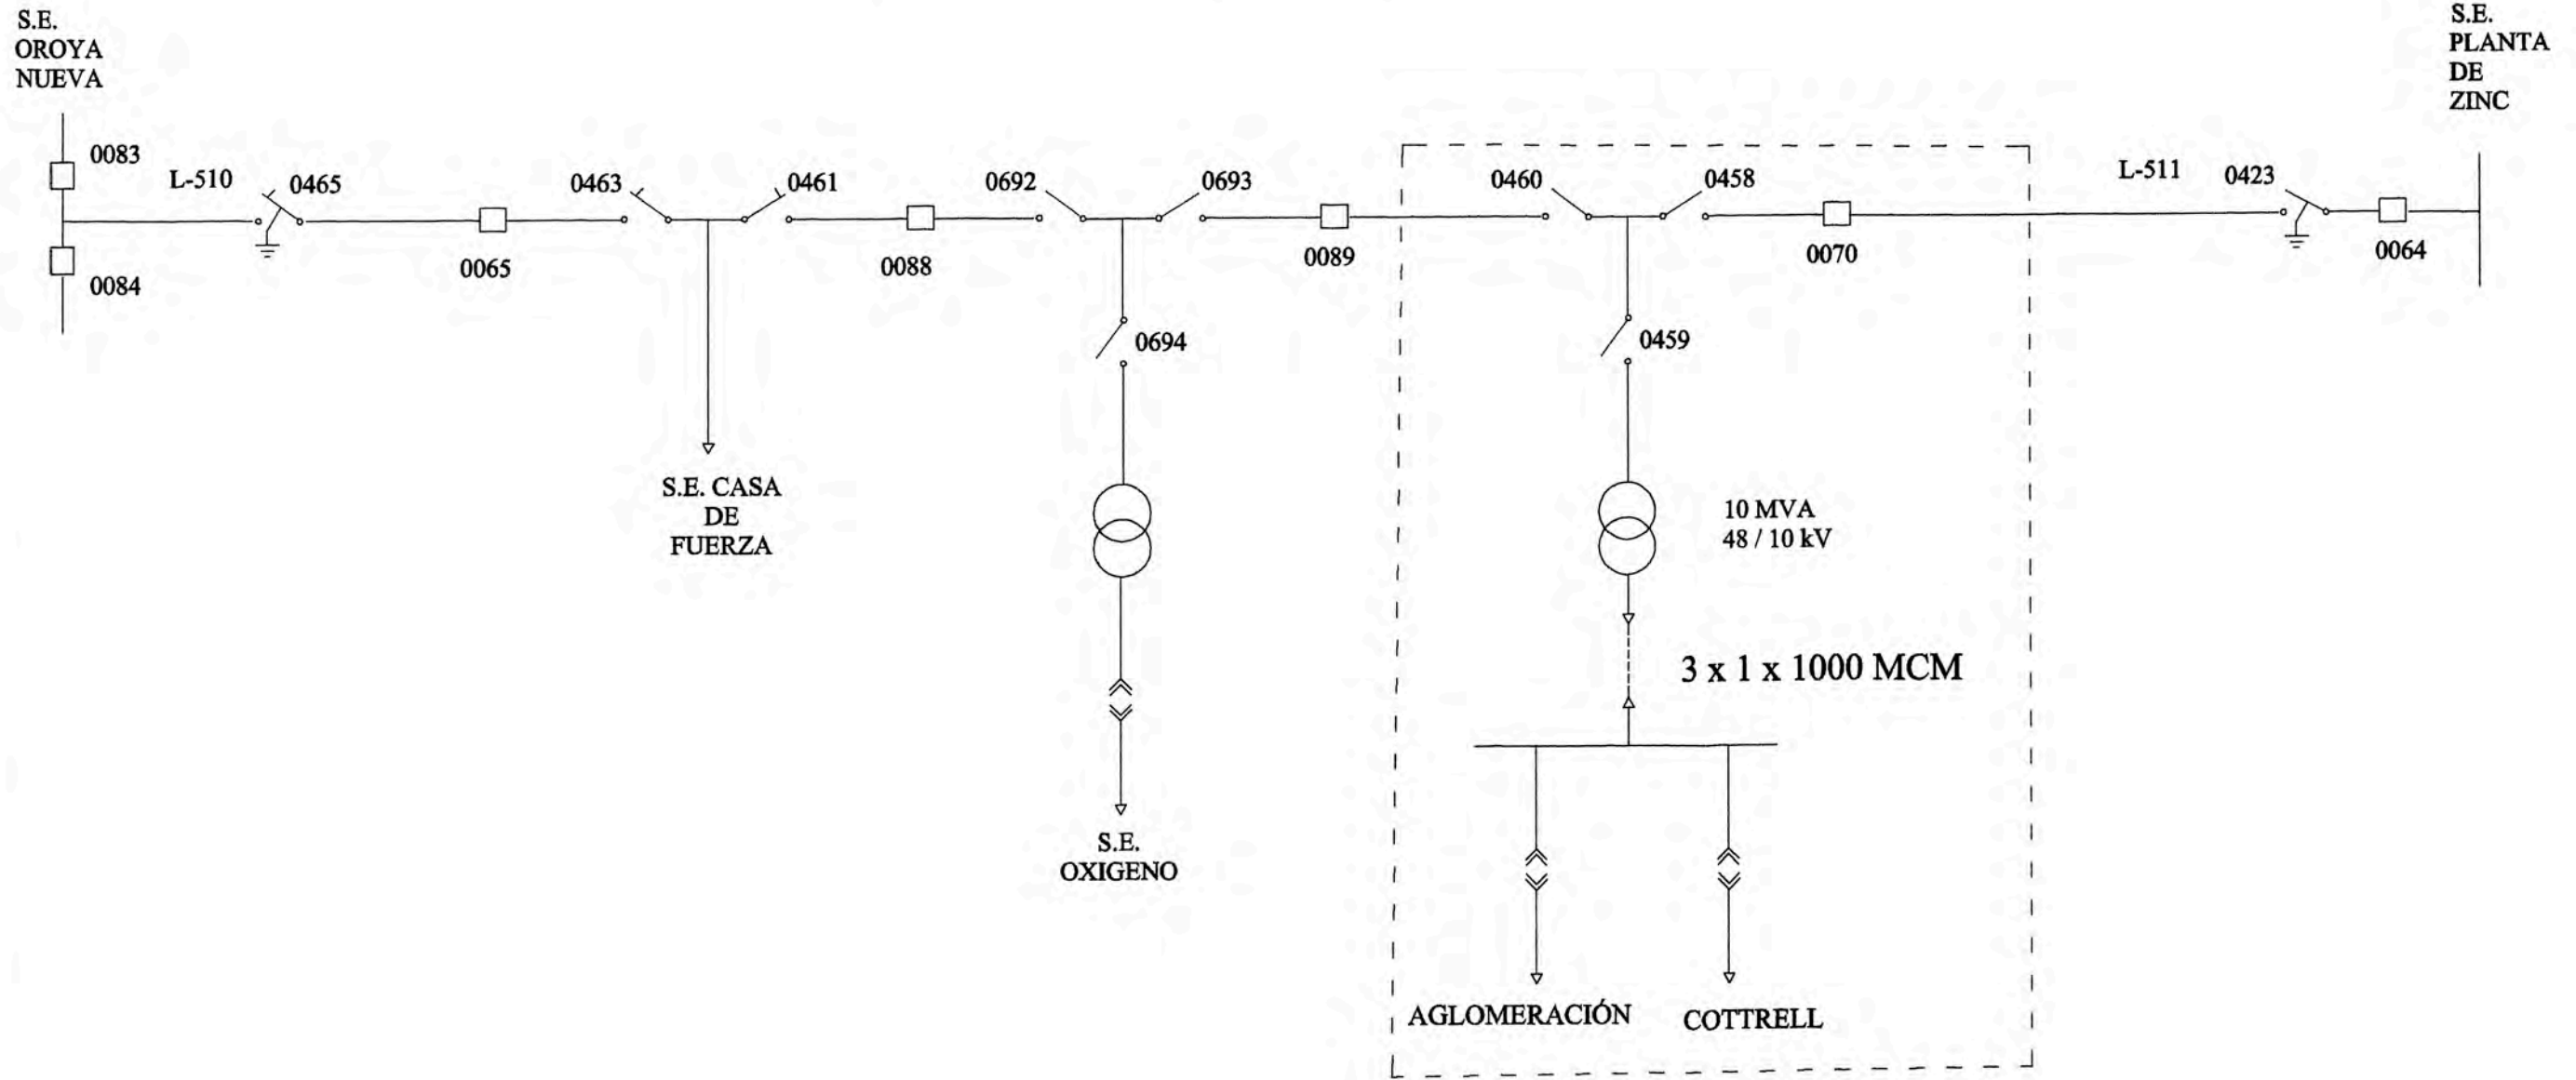 S.E.
OROYA
NUEVA
S.E.
PLANTA
DE
ZINC
0083
L-510
0465
0463
0461
0692
0693
0460
0458
L-511
0423
0084
0065
0088
0089
0070
0064
0694
0459
S.E. CASA
DE
FUERZA
10 MVA
48 / 10 kV
3 x 1 x 1000 MCM
S.E.
OXIGENO
AGLOMERACIÓN
COTTRELL